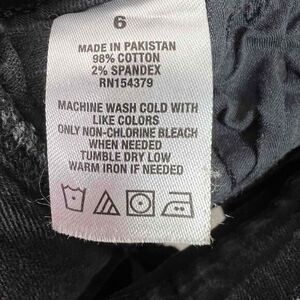 6
MADE IN PAKISTAN
98% COTTON
2% SPANDEX
RN154379
MACHINE WASH COLD WITH
LIKE COLORS
ONLY NON-CHLORINE BLEACH
WHEN NEEDED
TUMBLE DRY LOW
WARM IRON IF NEEDED